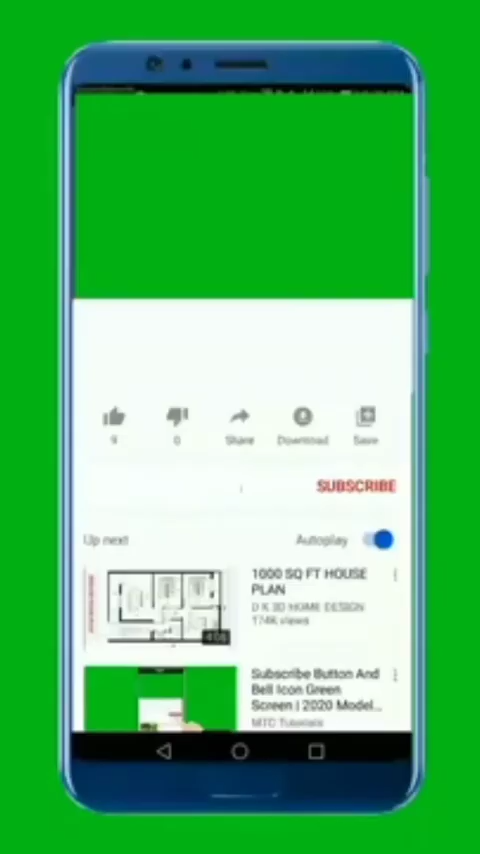 9
0
Share
Download
Save
SUBSCRIBE
Up next
Autoplay
1000 SQ FT HOUSE
PLAN
D K 3D HOME DESIGN
174K views
Subscribe Button And
Bell Icon Green
Screen | 2020 Model...
MTC Tutorials